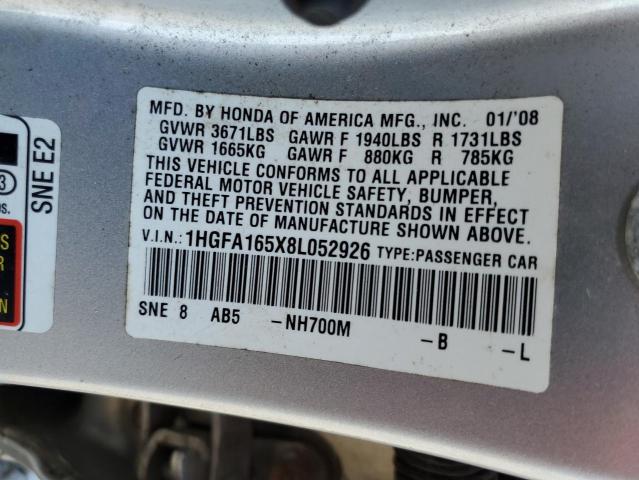 MFD. BY HONDA OF AMERICA MFG., INC. 01/'08
GVWR 3671LBS GAWR F 1940LBS R 1731LBS
GVWR 1665KG GAWR F 880KG R 785KG
THIS VEHICLE CONFORMS TO ALL APPLICABLE
FEDERAL MOTOR VEHICLE SAFETY, BUMPER,
AND THEFT PREVENTION STANDARDS IN EFFECT
ON THE DATE OF MANUFACTURE SHOWN ABOVE.
V.I.N.: 1HGFA165X8L052926 TYPE:PASSENGER CAR
SNE 8 AB5 -NH700M -B -L
SNE E2
3